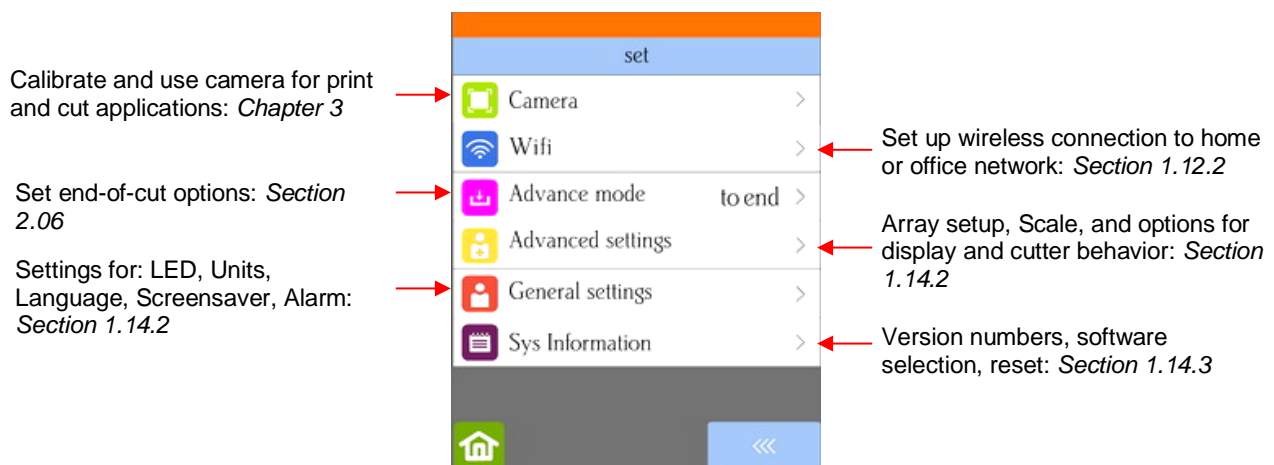 set
Calibrate and use camera for print
and cut applications: Chapter 3
Camera
Wifi
Set up wireless connection to home
or office network: Section 1.12.2
Set end-of-cut options: Section
2.06
Advance mode to end
Advanced settings
Array setup, Scale, and options for
display and cutter behavior: Section
1.14.2
Settings for: LED, Units,
Language, Screensaver, Alarm:
Section 1.14.2
General settings
Sys Information
Version numbers, software
selection, reset: Section 1.14.3